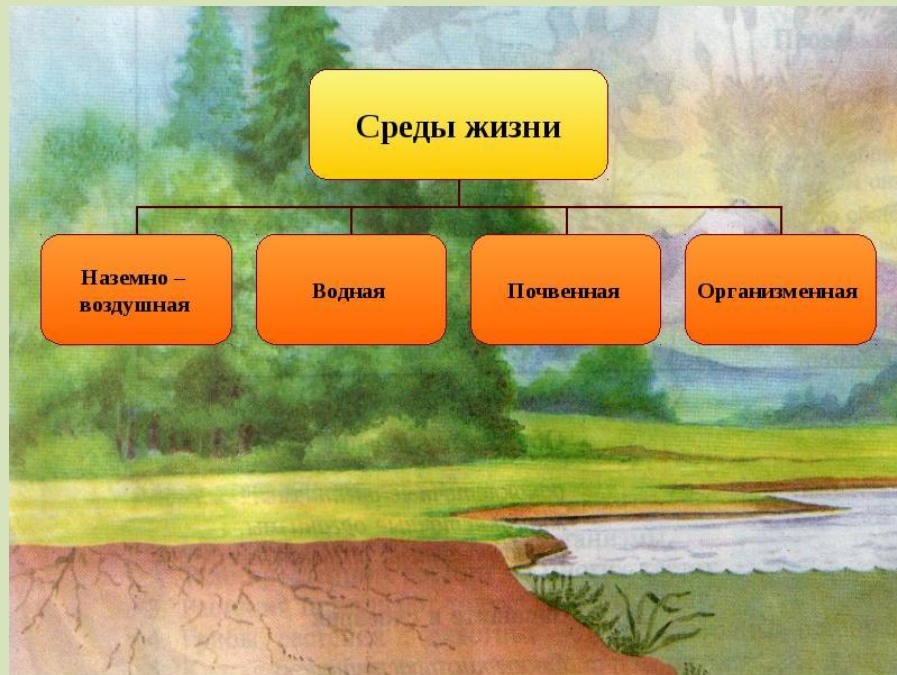 Среды жизни
Наземно –
воздушная
Водная
Почвенная
Организменная